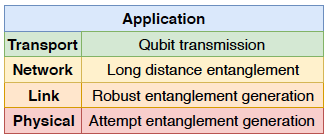 Application
Transport Qubit transmission
Network Long distance entanglement
Link Robust entanglement generation
Physical Attempt entanglement generation